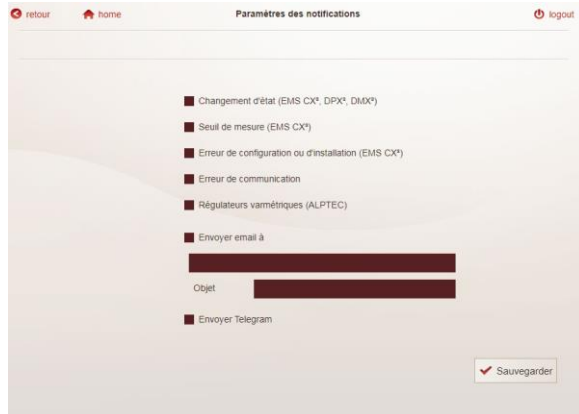 retour home Paramètres des notifications logout
Changement d'état (EMS CX³, DPX³, DMX³)
Seuil de mesure (EMS CX³)
Erreur de configuration ou d'installation (EMS CX³)
Erreur de communication
Régulateurs varmétriques (ALPTEC)
Envoyer email à
Objet
Envoyer Telegram
Sauvegarder